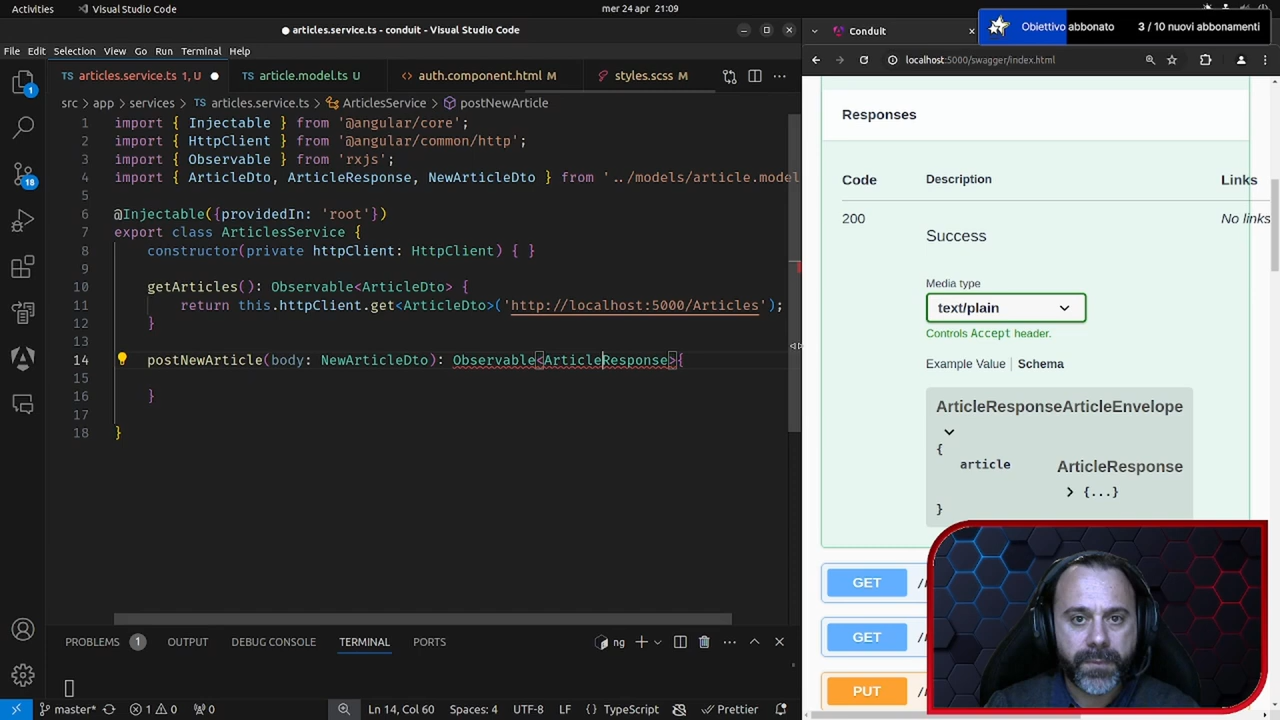 Activities
Visual Studio Code
mer 24 apr 21:09
articles.service.ts - conduit - Visual Studio Code
File Edit Selection View Go Run Terminal Help
articles.service.ts 1, U
article.model.ts U
auth.component.html M
styles.scss M
src > app > services > articles.service.ts > ArticlesService > postNewArticle
1 import { Injectable } from '@angular/core';
2 import { HttpClient } from '@angular/common/http';
3 import { Observable } from 'rxjs';
4 import { ArticleDto, ArticleResponse, NewArticleDto } from '../models/article.model
5
6 @Injectable({providedIn: 'root'})
7 export class ArticlesService {
8 constructor(private httpClient: HttpClient) { }
9
10 getArticles(): Observable<ArticleDto> {
11 return this.httpClient.get<ArticleDto>('http://localhost:5000/Articles');
12 }
13
14 postNewArticle(body: NewArticleDto): Observable<ArticleResponse>{
15
16 }
17
18 }
1
18
PROBLEMS 1 OUTPUT DEBUG CONSOLE TERMINAL PORTS
ng
master* 1 0 0 Ln 14, Col 60 Spaces: 4 UTF-8 LF {} TypeScript Prettier
Conduit
Obiettivo abbonato 3 / 10 nuovi abbonamenti
localhost:5000/swagger/index.html
Responses
Code Description Links
200 No links
Success
Media type
text/plain
Controls Accept header.
Example Value Schema
ArticleResponseArticleEnvelope
{
article ArticleResponse
{...}
}
GET
GET
PUT